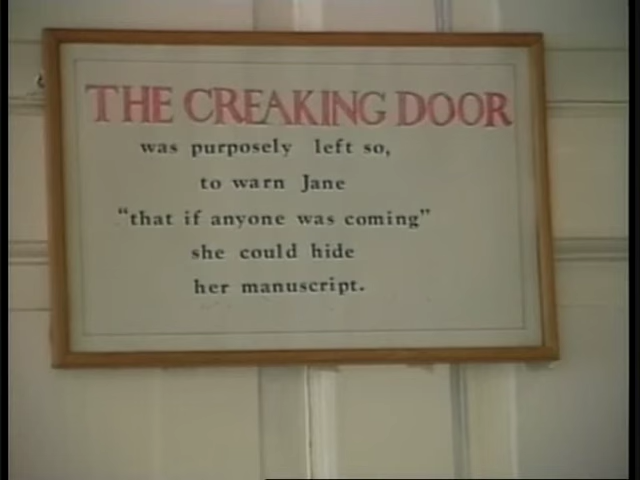 THE CREAKING DOOR
was purposely left so,
to warn Jane
"that if anyone was coming"
she could hide
her manuscript.